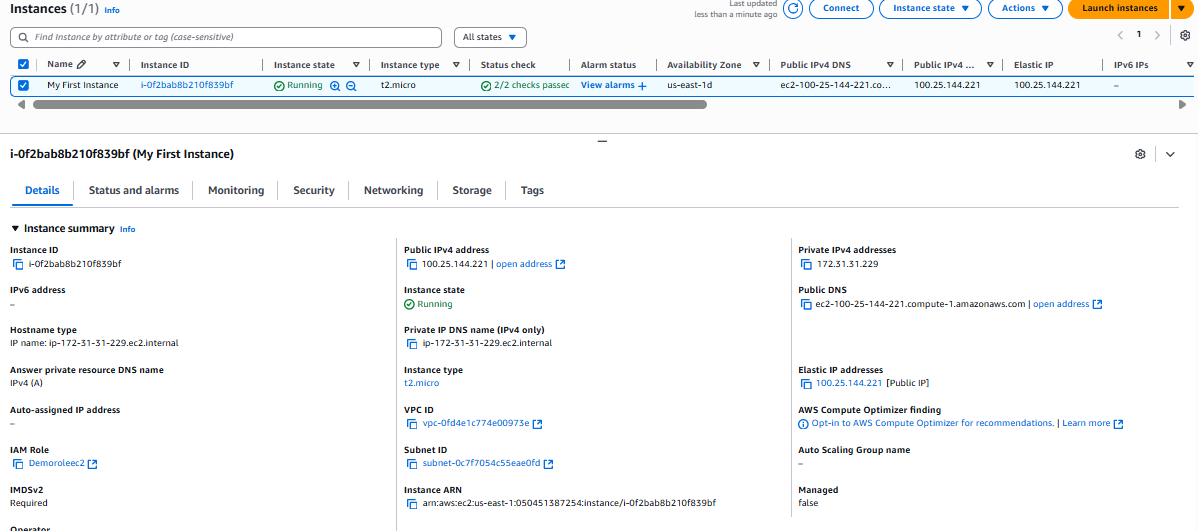 Instances (1/1) Info
Last updated
less than a minute ago
Connect
Instance state
Actions
Launch instances
Find Instance by attribute or tag (case-sensitive)
All states
1
Name Instance ID Instance state Instance type Status check Alarm status Availability Zone Public IPv4 DNS Public IPv4 ... Elastic IP IPv6 IPs
My First Instance i-0f2bab8b210f839bf Running t2.micro 2/2 checks passec View alarms + us-east-1d ec2-100-25-144-221.co... 100.25.144.221 100.25.144.221 –
i-0f2bab8b210f839bf (My First Instance)
Details Status and alarms Monitoring Security Networking Storage Tags
Instance summary Info
Instance ID
i-0f2bab8b210f839bf
Public IPv4 address
100.25.144.221 | open address
Private IPv4 addresses
172.31.31.229
IPv6 address
–
Instance state
Running
Public DNS
ec2-100-25-144-221.compute-1.amazonaws.com | open address
Hostname type
IP name: ip-172-31-31-229.ec2.internal
Private IP DNS name (IPv4 only)
ip-172-31-31-229.ec2.internal
Answer private resource DNS name
IPv4 (A)
Instance type
t2.micro
Elastic IP addresses
100.25.144.221 [Public IP]
Auto-assigned IP address
–
VPC ID
vpc-0fd4e1c774e00973e
AWS Compute Optimizer finding
Opt-in to AWS Compute Optimizer for recommendations. | Learn more
IAM Role
Demoroleec2
Subnet ID
subnet-0c7f7054c55eae0fd
Auto Scaling Group name
–
IMDSv2
Required
Instance ARN
arn:aws:ec2:us-east-1:050451387254:instance/i-0f2bab8b210f839bf
Managed
false
Operator